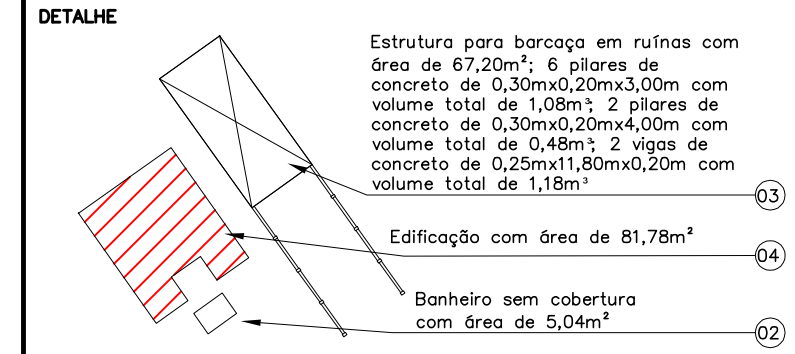 DETALHE
Estrutura para barcaça em ruínas com
área de 67,20m²; 6 pilares de
concreto de 0,30mx0,20mx3,00m com
volume total de 1,08m³; 2 pilares de
concreto de 0,30mx0,20mx4,00m com
volume total de 0,48m³; 2 vigas de
concreto de 0,25mx11,80mx0,20m com
volume total de 1,18m³
03
Edificação com área de 81,78m²
04
Banheiro sem cobertura
com área de 5,04m²
02